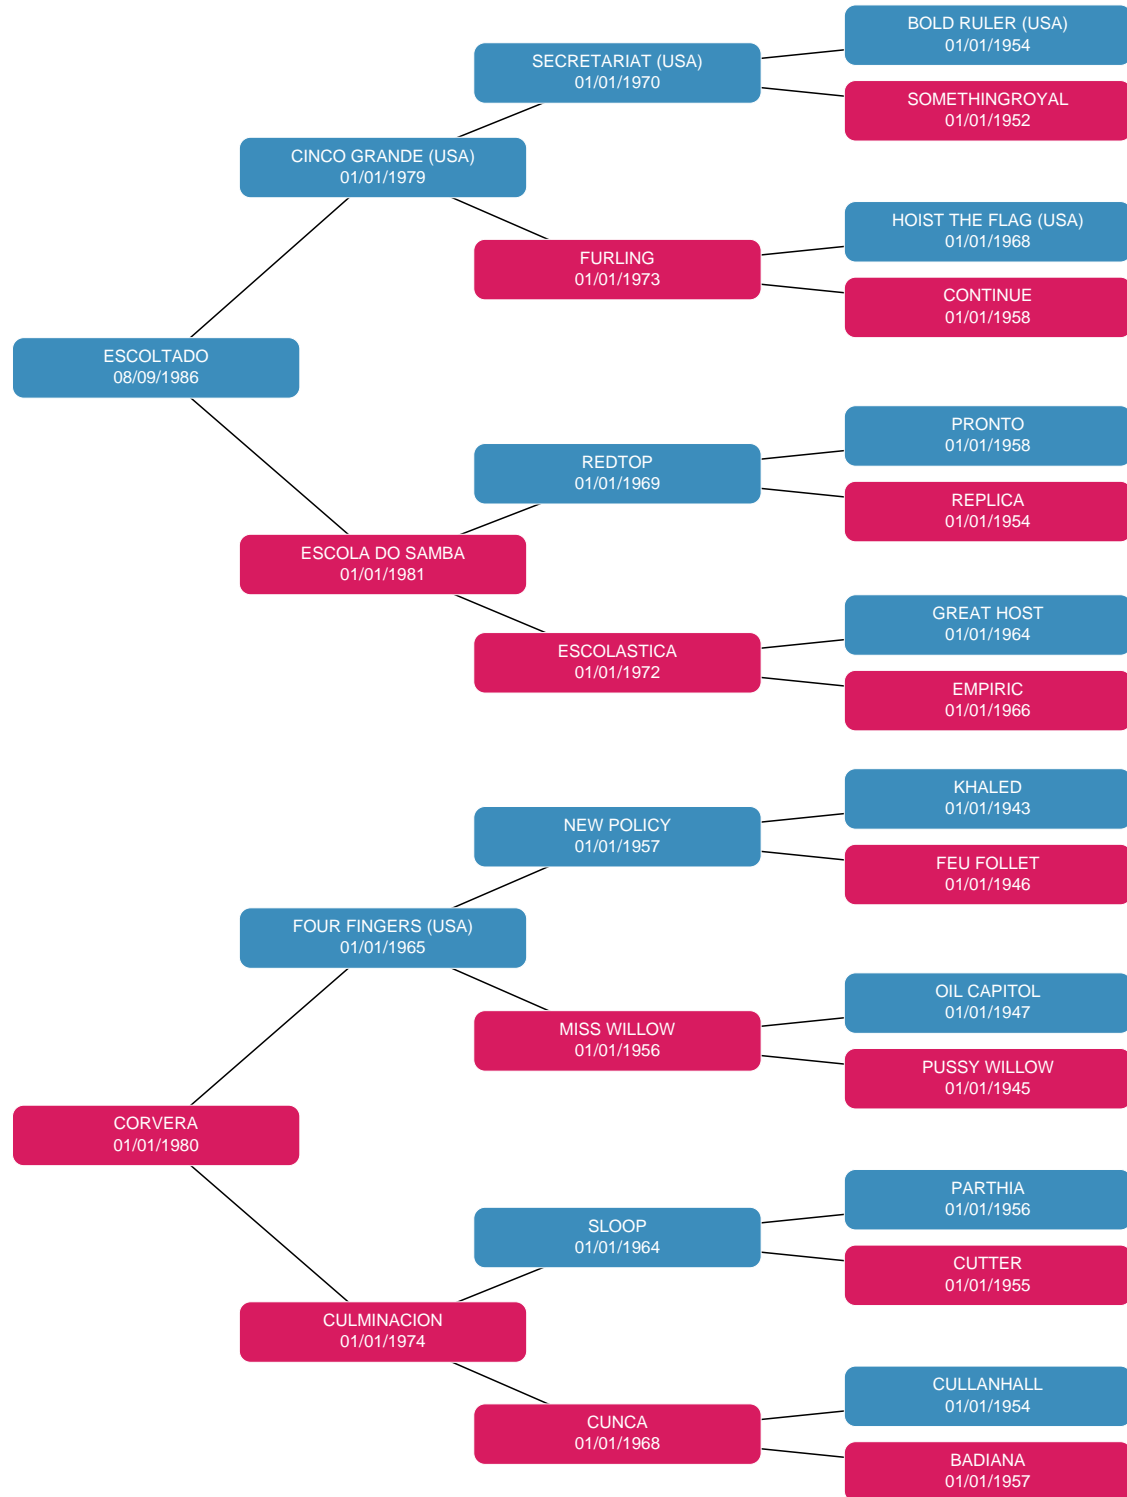 BOLD RULER (USA)
01/01/1954
SECRETARIAT (USA)
01/01/1970
SOMETHINGROYAL
01/01/1952
CINCO GRANDE (USA)
01/01/1979
HOIST THE FLAG (USA)
01/01/1968
FURLING
01/01/1973
CONTINUE
01/01/1958
ESCOLTADO
08/09/1986
PRONTO
01/01/1958
REDTOP
01/01/1969
REPLICA
01/01/1954
ESCOLA DO SAMBA
01/01/1981
GREAT HOST
01/01/1964
ESCOLASTICA
01/01/1972
EMPIRIC
01/01/1966
KHALED
01/01/1943
NEW POLICY
01/01/1957
FEU FOLLET
01/01/1946
FOUR FINGERS (USA)
01/01/1965
OIL CAPITOL
01/01/1947
MISS WILLOW
01/01/1956
PUSSY WILLOW
01/01/1945
CORVERA
01/01/1980
PARTHIA
01/01/1956
SLOOP
01/01/1964
CUTTER
01/01/1955
CULMINACION
01/01/1974
CULLANHALL
01/01/1954
CUNCA
01/01/1968
BADIANA
01/01/1957